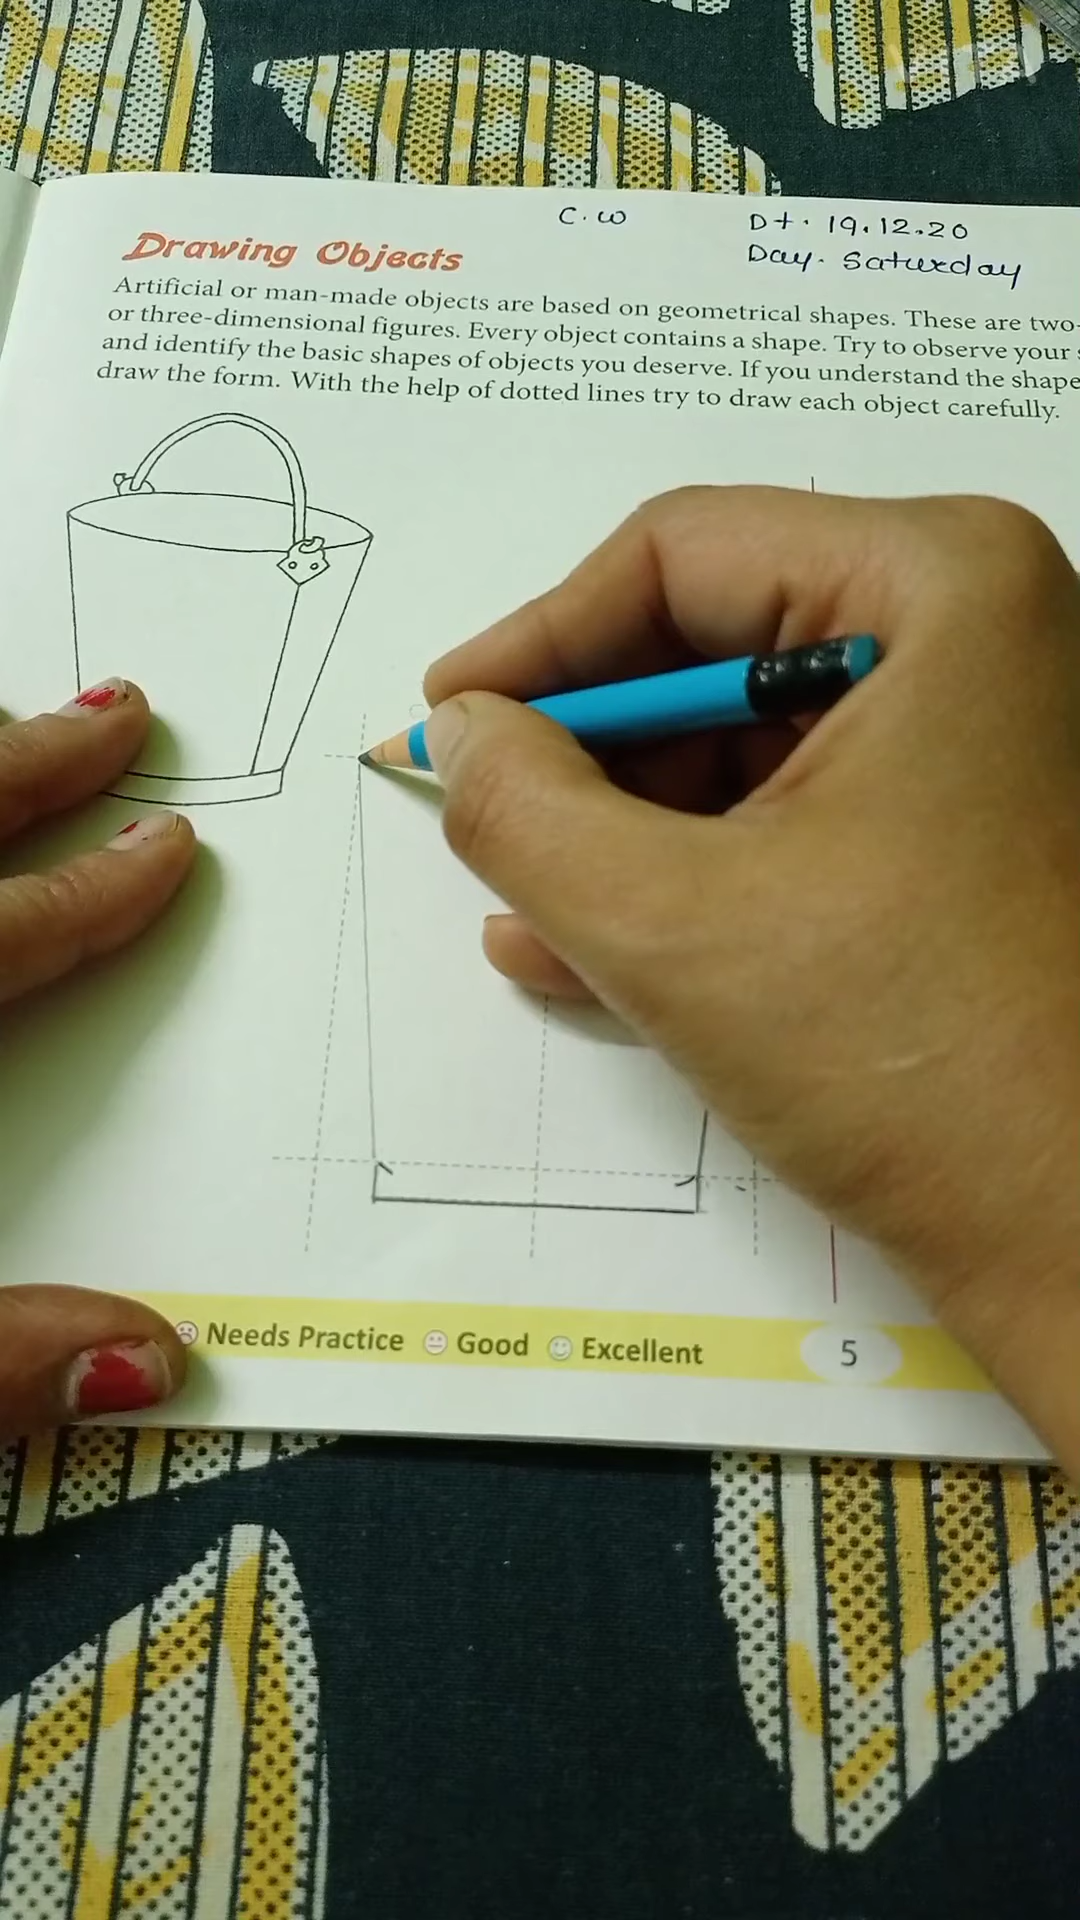 C.W
Dt. 19.12.20
Day. Saturday
Drawing Objects
Artificial or man-made objects are based on geometrical shapes. These are two-
or three-dimensional figures. Every object contains a shape. Try to observe your
and identify the basic shapes of objects you deserve. If you understand the shape
draw the form. With the help of dotted lines try to draw each object carefully.
Needs Practice Good Excellent
5